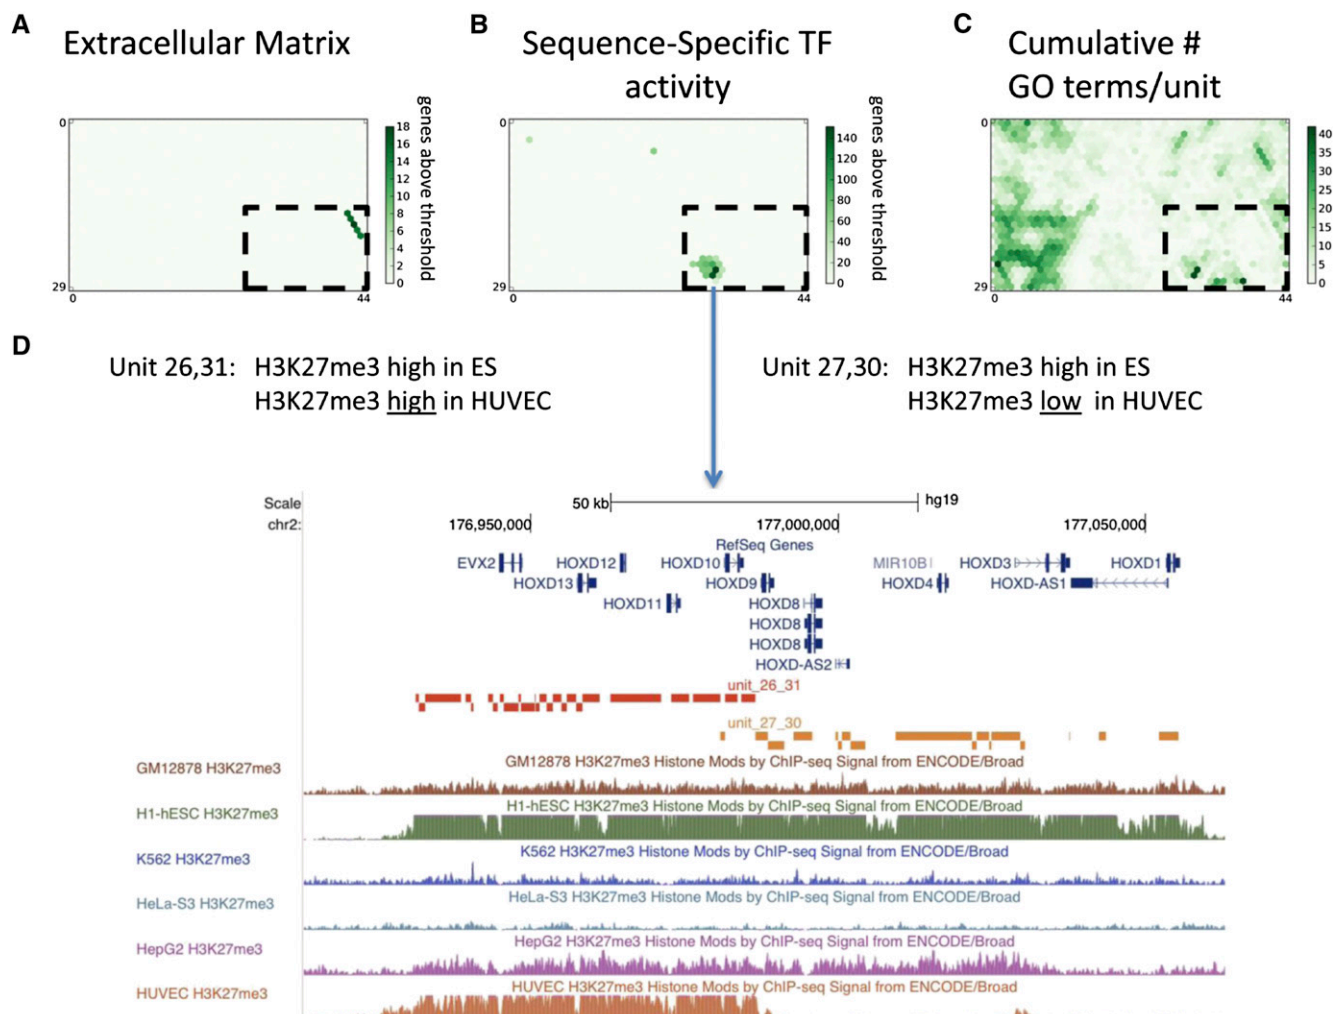 A
Extracellular Matrix
B
Sequence-Specific TF
activity
C
Cumulative #
GO terms/unit
0
29
0
44
18
16
14
12
10
8
6
4
2
0
genes above threshold
0
29
0
44
140
120
100
80
60
40
20
0
genes above threshold
0
29
0
44
40
35
30
25
20
15
10
5
0
D
Unit 26,31: H3K27me3 high in ES
H3K27me3 high in HUVEC
Unit 27,30: H3K27me3 high in ES
H3K27me3 low in HUVEC
Scale
50 kb
hg19
chr2:
176,950,000
177,000,000
177,050,000
RefSeq Genes
EVX2
HOXD12
HOXD10
MIR10B
HOXD3
HOXD1
HOXD13
HOXD9
HOXD4
HOXD-AS1
HOXD11
HOXD8
HOXD8
HOXD8
HOXD-AS2
unit_26_31
unit_27_30
GM12878 H3K27me3
GM12878 H3K27me3 Histone Mods by ChIP-seq Signal from ENCODE/Broad
H1-hESC H3K27me3
H1-hESC H3K27me3 Histone Mods by ChIP-seq Signal from ENCODE/Broad
K562 H3K27me3
K562 H3K27me3 Histone Mods by ChIP-seq Signal from ENCODE/Broad
HeLa-S3 H3K27me3
HeLa-S3 H3K27me3 Histone Mods by ChIP-seq Signal from ENCODE/Broad
HepG2 H3K27me3
HepG2 H3K27me3 Histone Mods by ChIP-seq Signal from ENCODE/Broad
HUVEC H3K27me3
HUVEC H3K27me3 Histone Mods by ChIP-seq Signal from ENCODE/Broad